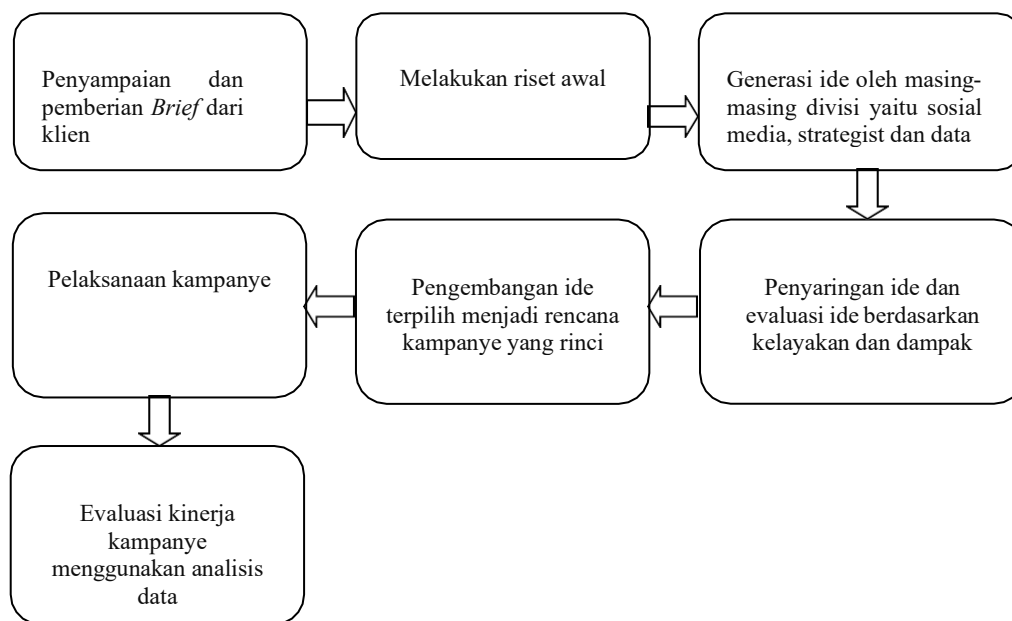 Penyampaian dan
pemberian Brief dari
klien
Melakukan riset awal
Generasi ide oleh masing-
masing divisi yaitu sosial
media, strategist dan data
Penyaringan ide dan
evaluasi ide berdasarkan
kelayakan dan dampak
Pengembangan ide
terpilih menjadi rencana
kampanye yang rinci
Pelaksanaan kampanye
Evaluasi kinerja
kampanye
menggunakan analisis
data